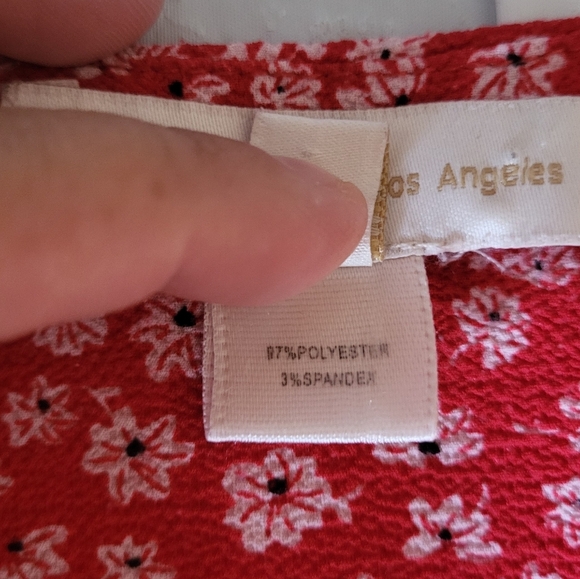 os Angeles
97%POLYESTER
3%SPANDEX